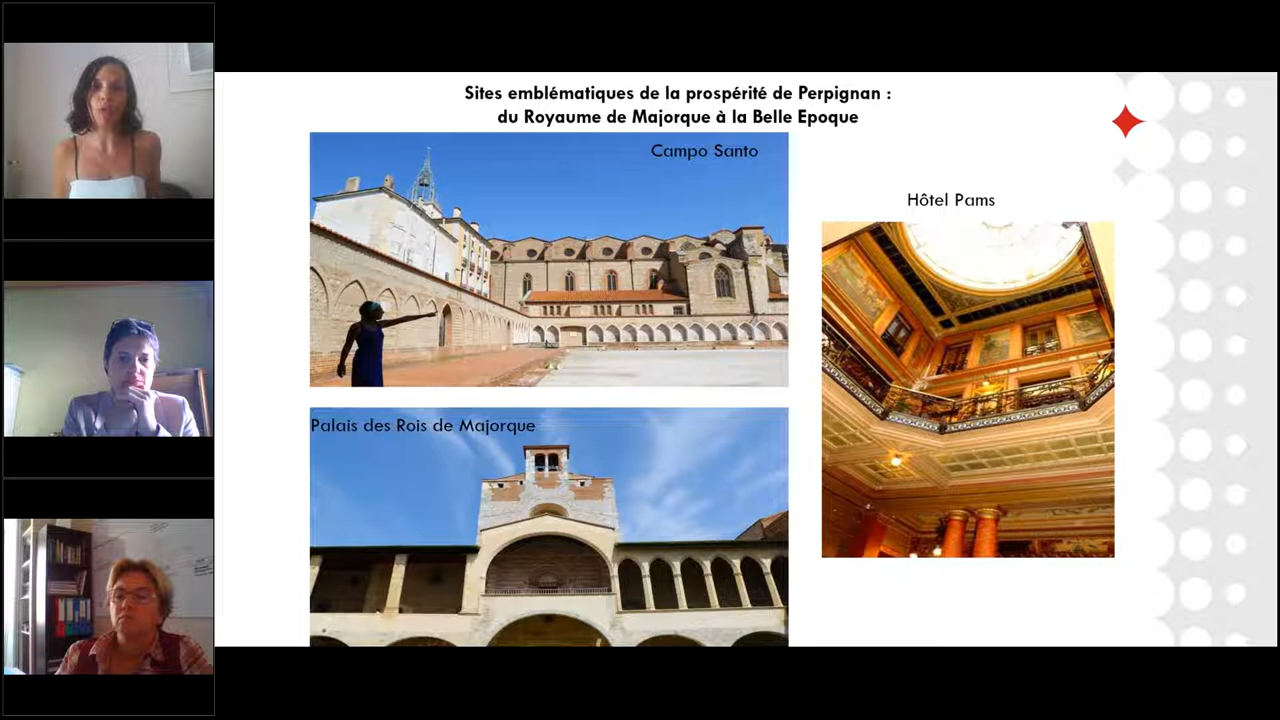 Sites emblématiques de la prospérité de Perpignan :
du Royaume de Majorque à la Belle Epoque
Campo Santo
Hôtel Pams
Palais des Rois de Majorque